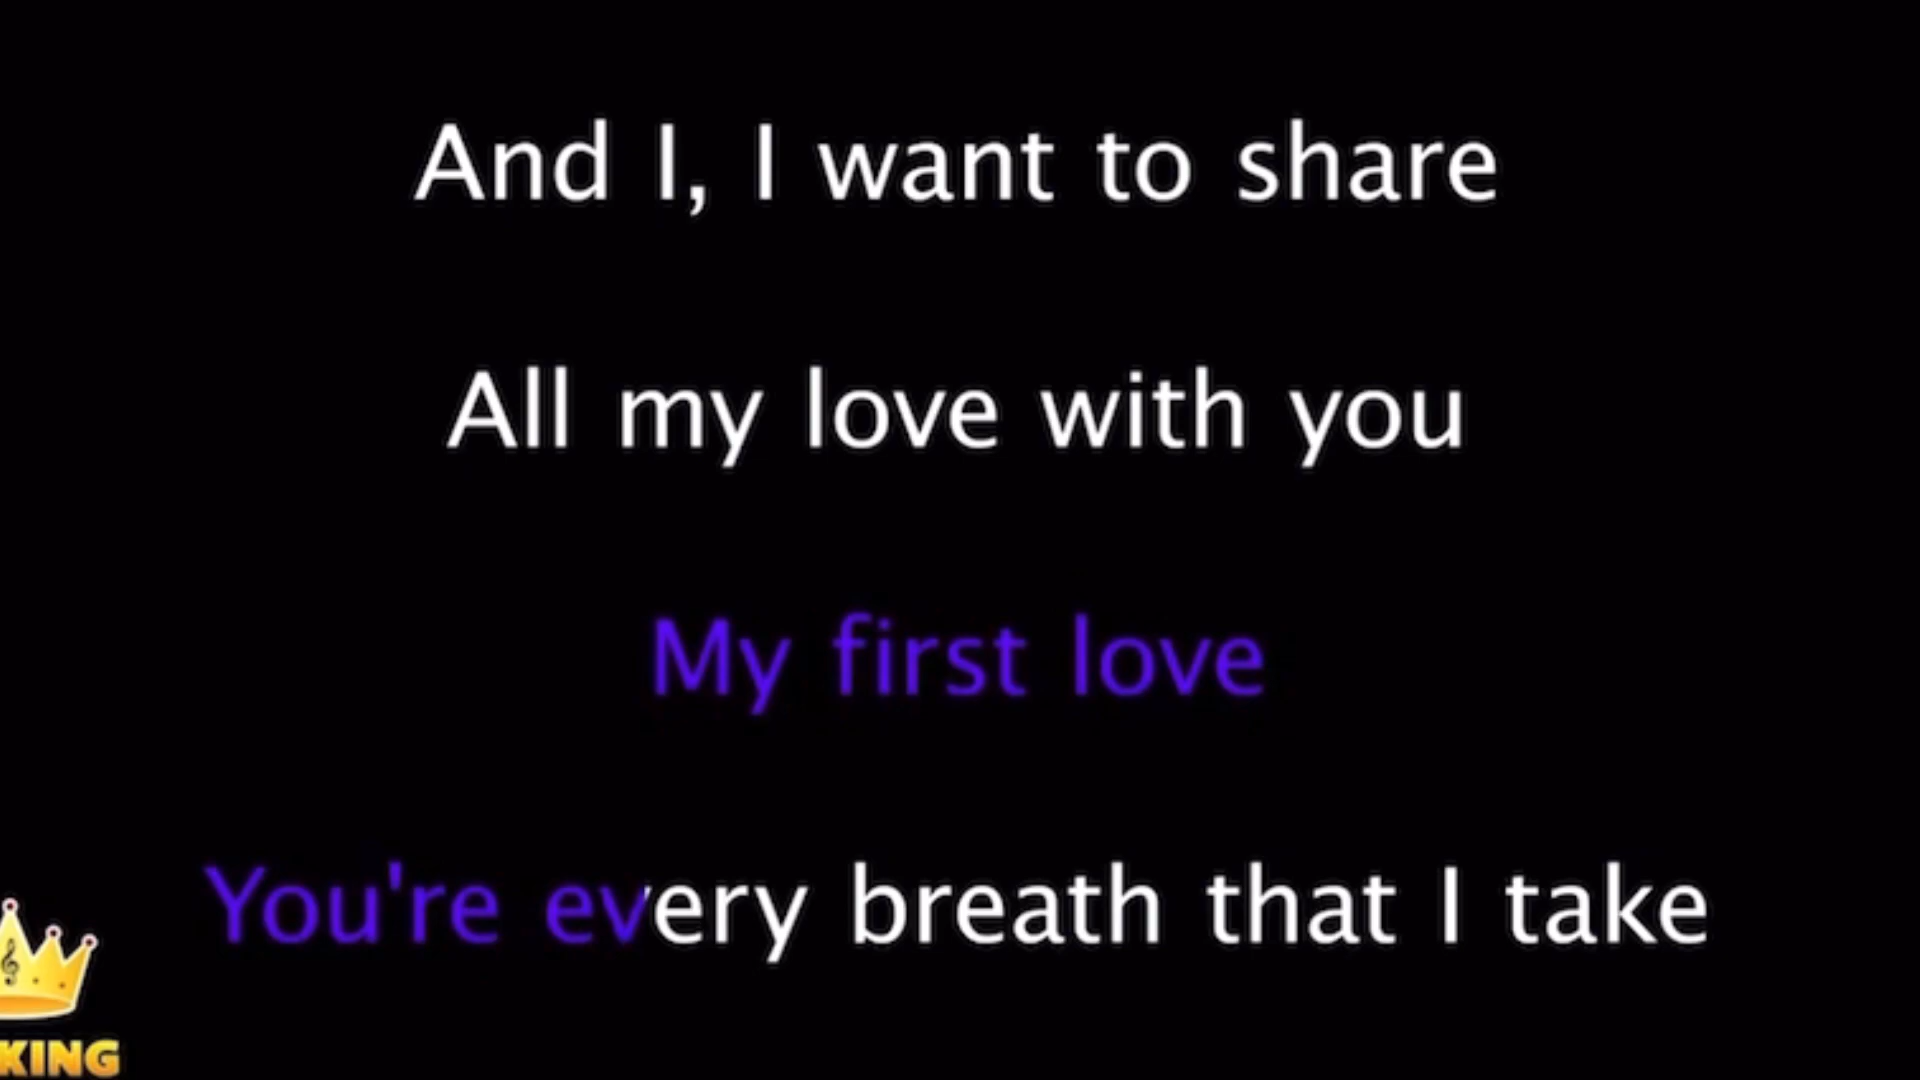 And I, I want to share
All my love with you
My first love
You're every breath that I take
KING